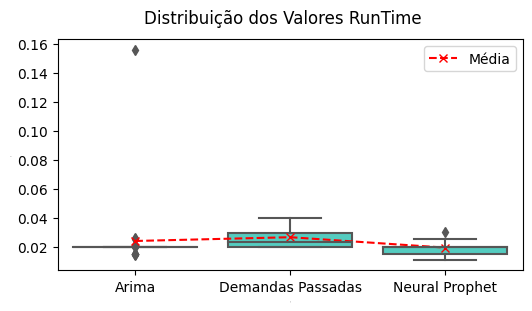 Distribuição dos Valores RunTime
Média
0.16
0.14
0.12
0.10
0.08
0.06
0.04
0.02
Arima Demandas Passadas Neural Prophet